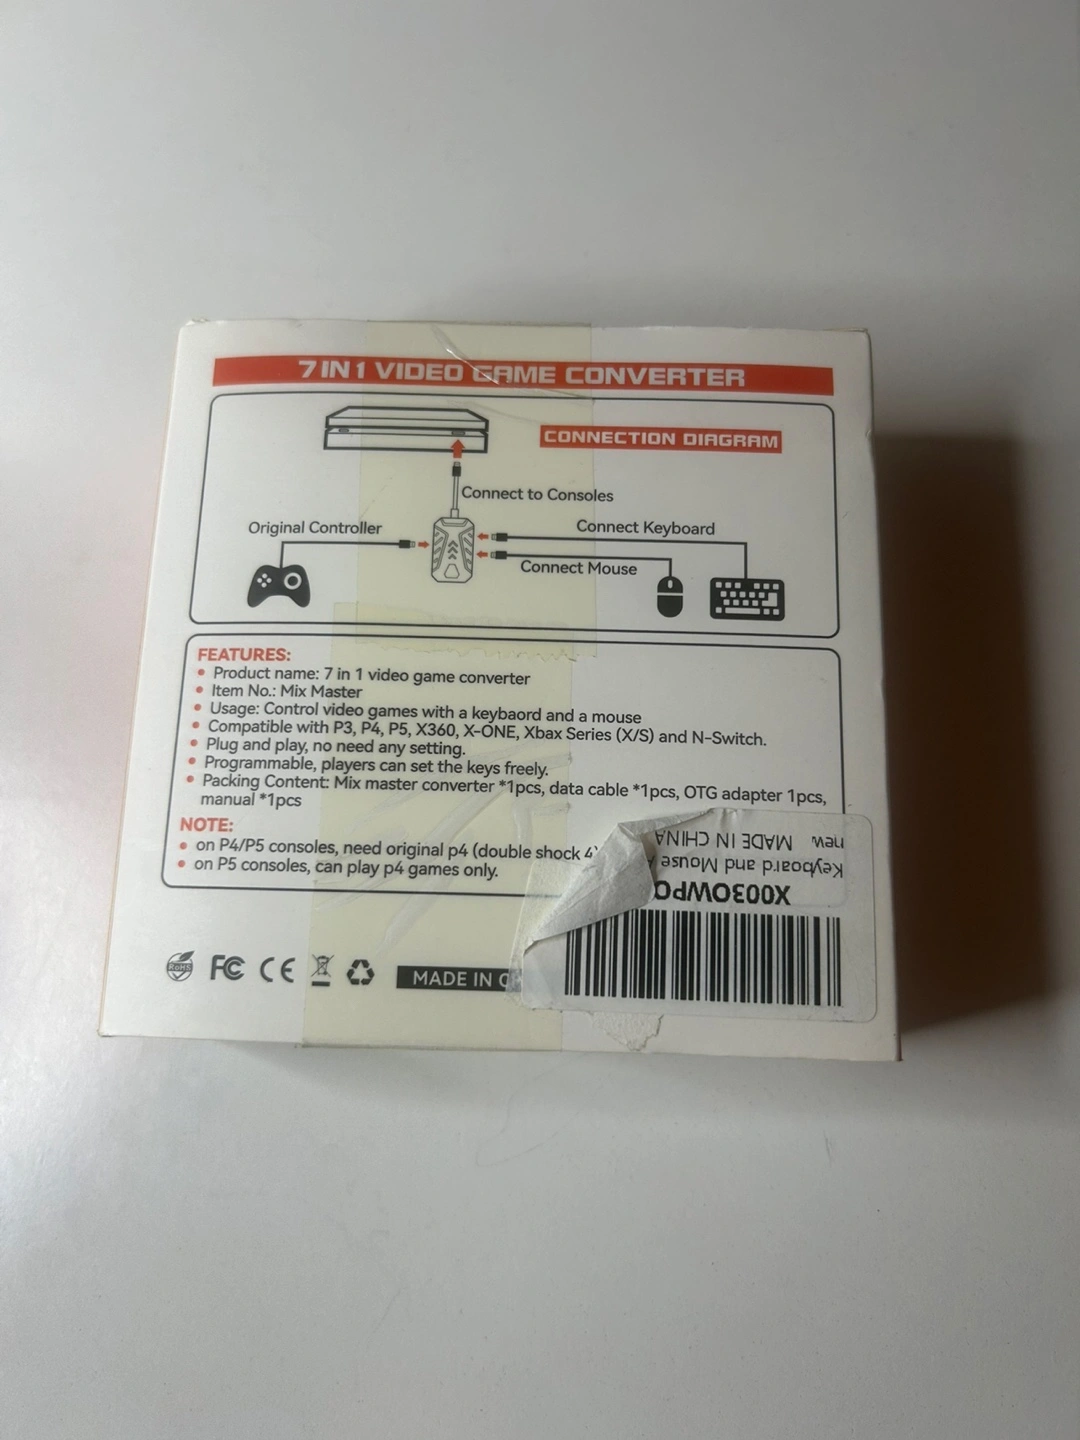 7 IN 1 VIDEO GAME CONVERTER
CONNECTION DIAGRAM
Connect to Consoles
Original Controller
Connect Keyboard
Connect Mouse
FEATURES:
• Product name: 7 in 1 video game converter
• Item No.: Mix Master
• Usage: Control video games with a keybaord and a mouse
• Compatible with P3, P4, P5, X360, X-ONE, Xbax Series (X/S) and N-Switch.
• Plug and play, no need any setting.
• Programmable, players can set the keys freely.
• Packing Content: Mix master converter *1pcs, data cable *1pcs, OTG adapter 1pcs,
manual *1pcs
NOTE:
• on P4/P5 consoles, need original p4 (double shock 4)
• on P5 consoles, can play p4 games only.
RoHS FC CE
MADE IN
X003OWPO
Keyboard and Mouse
new MADE IN CHINA